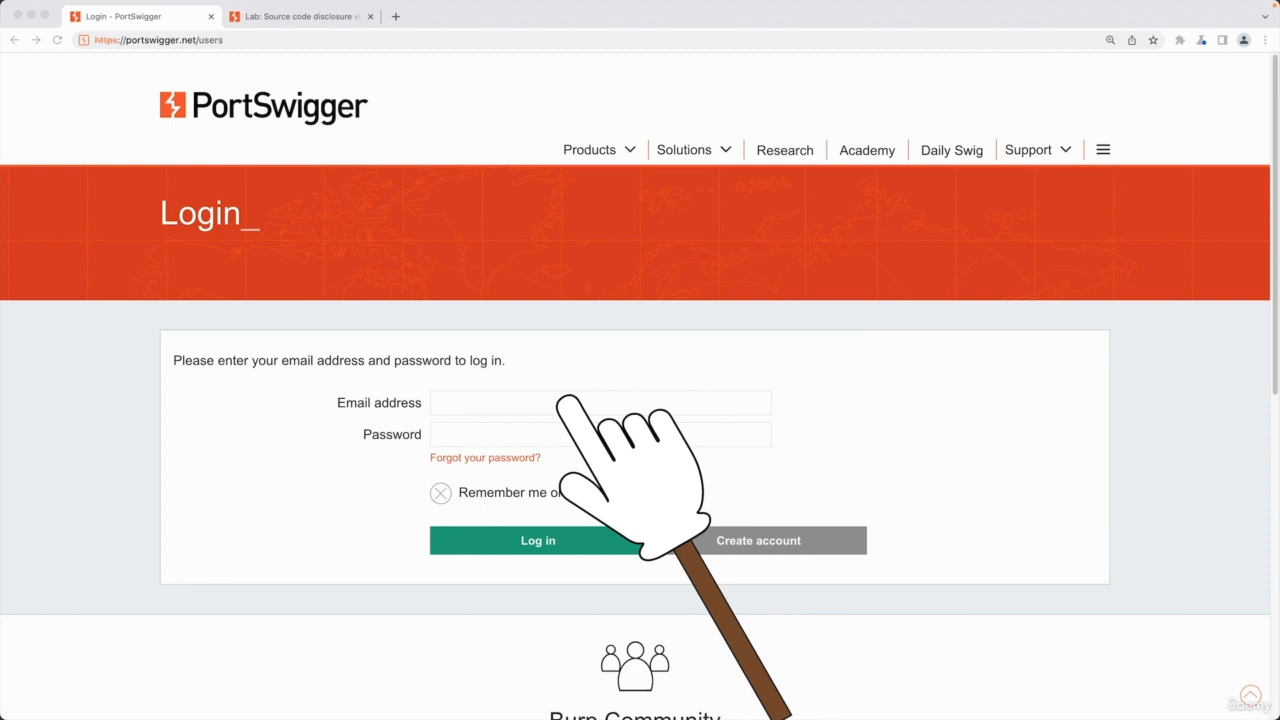 Login - PortSwigger
Lab: Source code disclosure vi
https://portswigger.net/users
PortSwigger
Products
Solutions
Research
Academy
Daily Swig
Support
Login_
Please enter your email address and password to log in.
Email address
Password
Forgot your password?
Remember me o
Log in
Create account
Burp Community
ûdemy